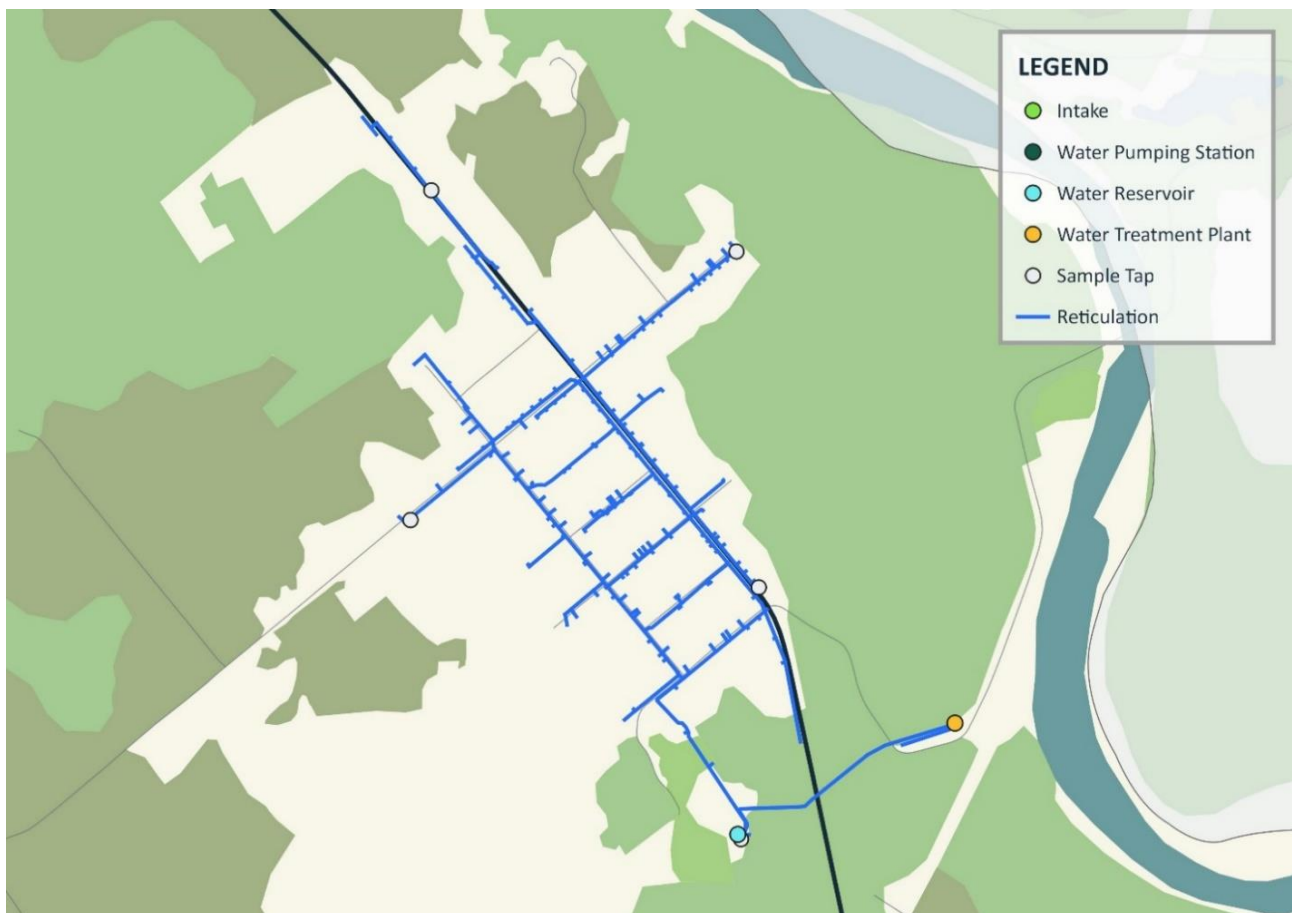 LEGEND
Intake
Water Pumping Station
Water Reservoir
Water Treatment Plant
Sample Tap
Reticulation